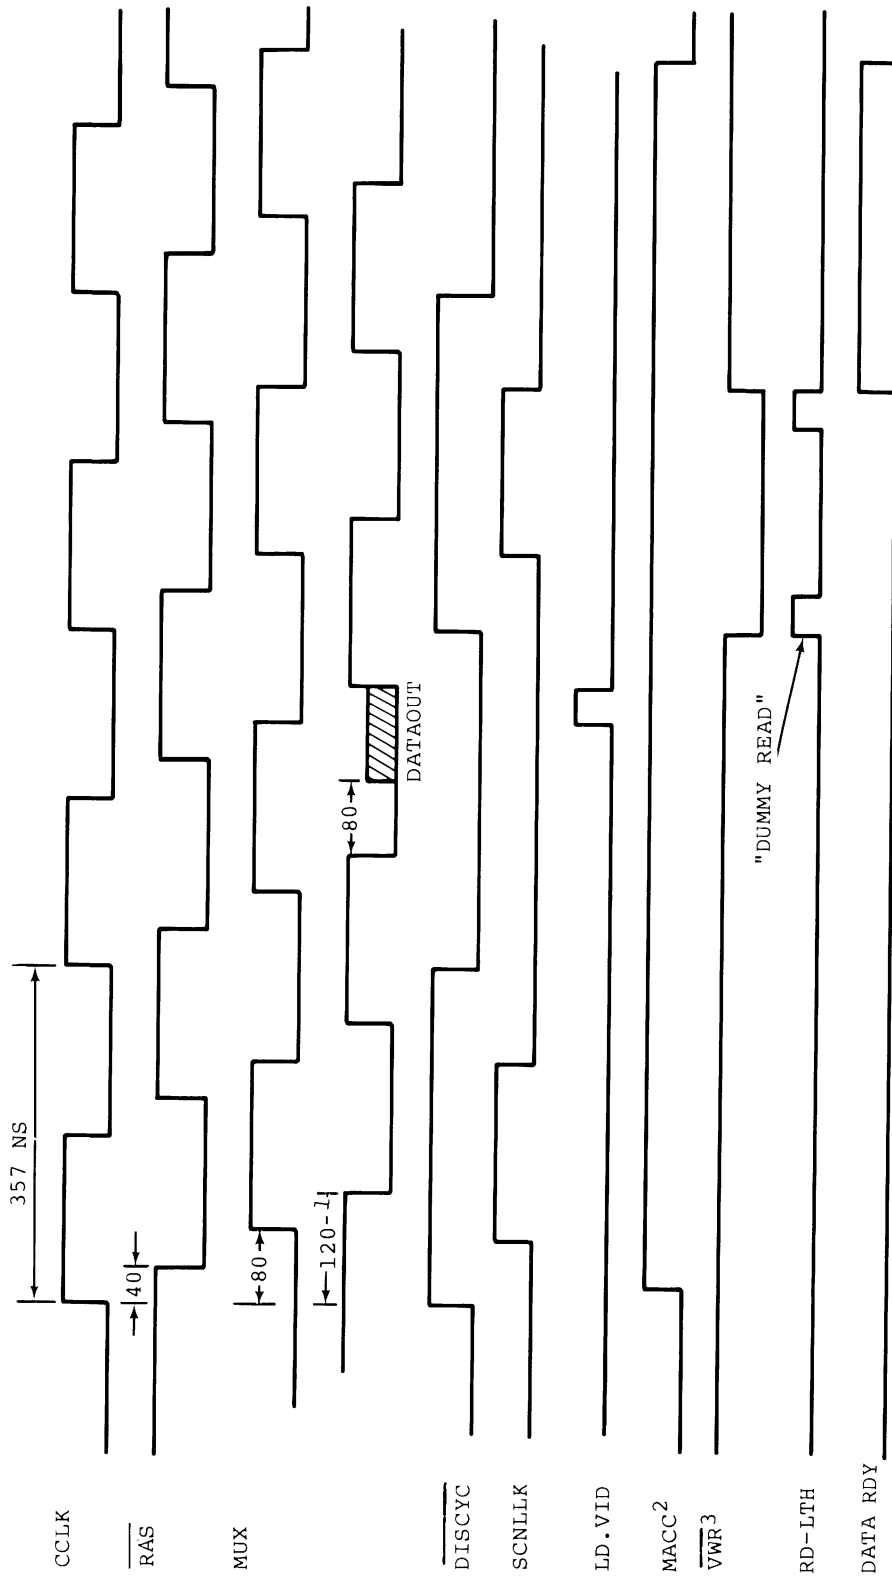 357 NS
CCLK
40
RAS
MUX
80
120
80
DATAOUT
DISCYC
SCNLLK
LD.VID
MACC²
VWR³
"DUMMY READ"
RD-LTH
DATA RDY